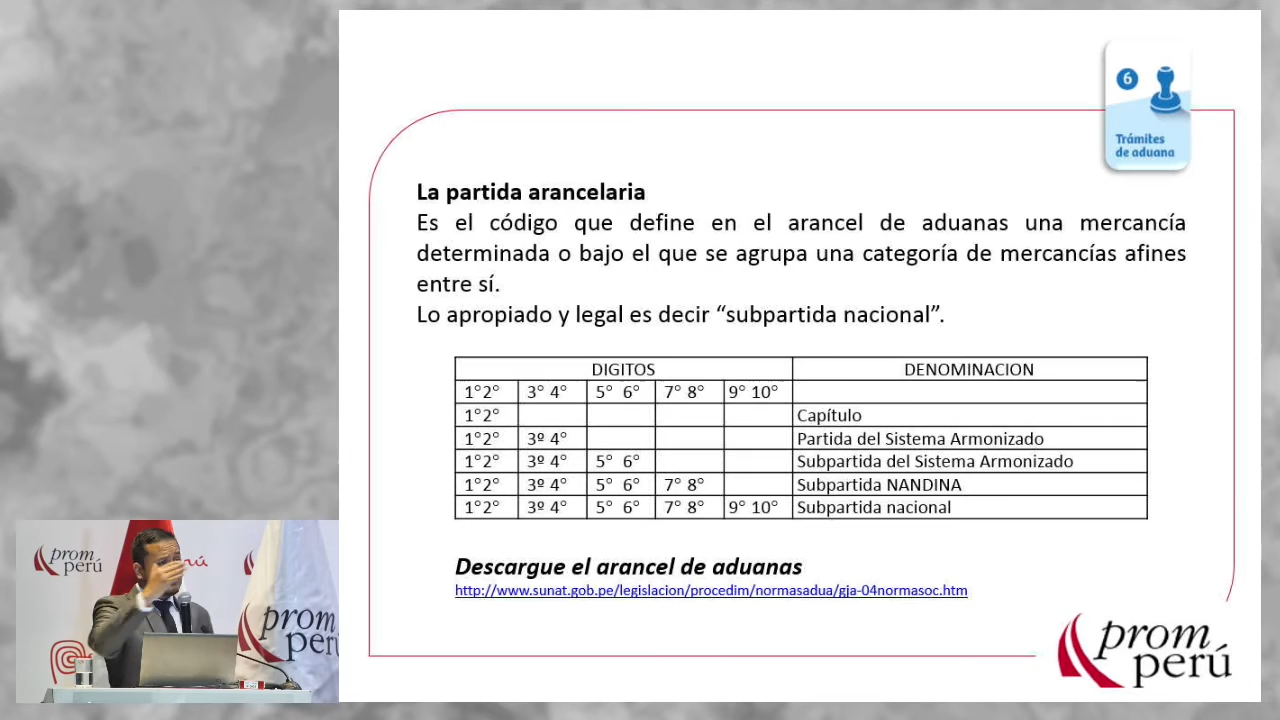 6
Trámites
de aduana
La partida arancelaria
Es el código que define en el arancel de aduanas una mercancía
determinada o bajo el que se agrupa una categoría de mercancías afines
entre sí.
Lo apropiado y legal es decir “subpartida nacional”.
DIGITOS DENOMINACION
1°2° 3° 4° 5° 6° 7° 8° 9° 10°
1°2° Capítulo
1°2° 3º 4° Partida del Sistema Armonizado
1°2° 3º 4° 5° 6° Subpartida del Sistema Armonizado
1°2° 3º 4° 5° 6° 7° 8° Subpartida NANDINA
1°2° 3º 4° 5° 6° 7° 8° 9° 10° Subpartida nacional
Descargue el arancel de aduanas
http://www.sunat.gob.pe/legislacion/procedim/normasadua/gja-04normasoc.htm
prom
perú
prom
perú
prom
perú